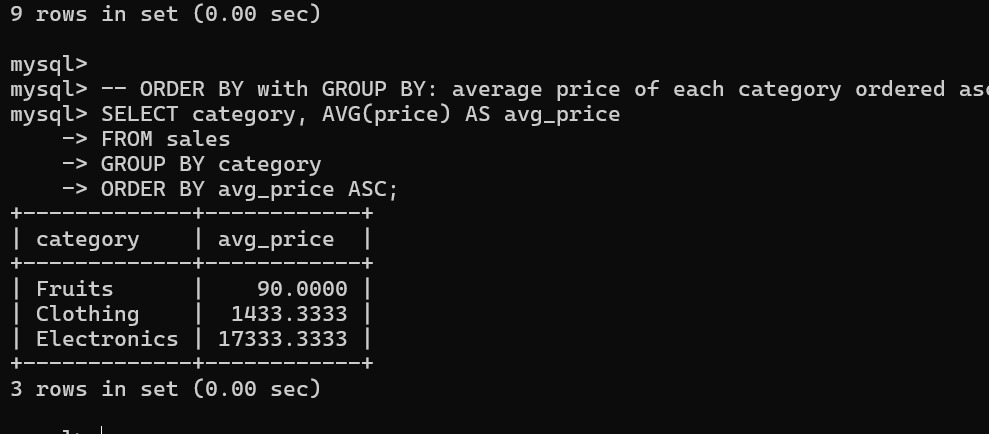 9 rows in set (0.00 sec)
mysql>
mysql> -- ORDER BY with GROUP BY: average price of each category ordered asc
mysql> SELECT category, AVG(price) AS avg_price
    -> FROM sales
    -> GROUP BY category
    -> ORDER BY avg_price ASC;
+-------------+------------+
| category    | avg_price  |
+-------------+------------+
| Fruits      |    90.0000 |
| Clothing    |  1433.3333 |
| Electronics | 17333.3333 |
+-------------+------------+
3 rows in set (0.00 sec)